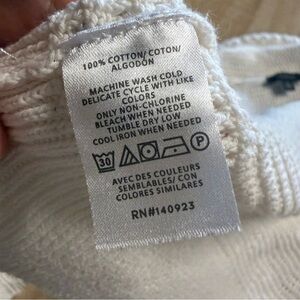 100% COTTON/ COTON/
ALGODÓN
MACHINE WASH COLD
DELICATE CYCLE WITH LIKE
COLORS
ONLY NON-CHLORINE
BLEACH WHEN NEEDED
TUMBLE DRY LOW
COOL IRON WHEN NEEDED
30 P
AVEC DES COULEURS
SEMBLABLES/ CON
COLORES SIMILARES
RN#140923